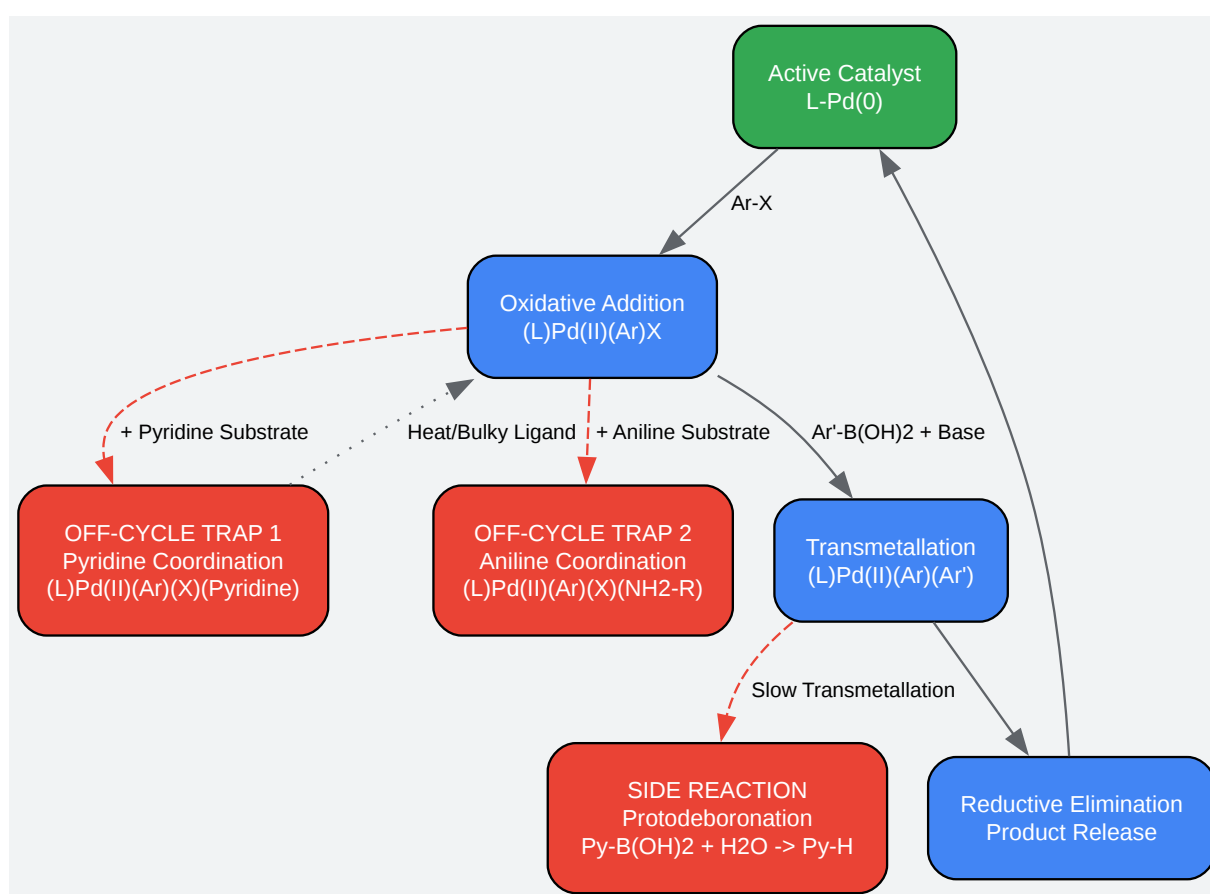 Active Catalyst
L-Pd(0)
Ar-X
Oxidative Addition
(L)Pd(II)(Ar)X
+ Pyridine Substrate
Heat/Bulky Ligand
+ Aniline Substrate
Ar'-B(OH)2 + Base
OFF-CYCLE TRAP 1
Pyridine Coordination
(L)Pd(II)(Ar)(X)(Pyridine)
OFF-CYCLE TRAP 2
Aniline Coordination
(L)Pd(II)(Ar)(X)(NH2-R)
Transmetallation
(L)Pd(II)(Ar)(Ar')
Slow Transmetallation
SIDE REACTION
Protodeboronation
Py-B(OH)2 + H2O -> Py-H
Reductive Elimination
Product Release